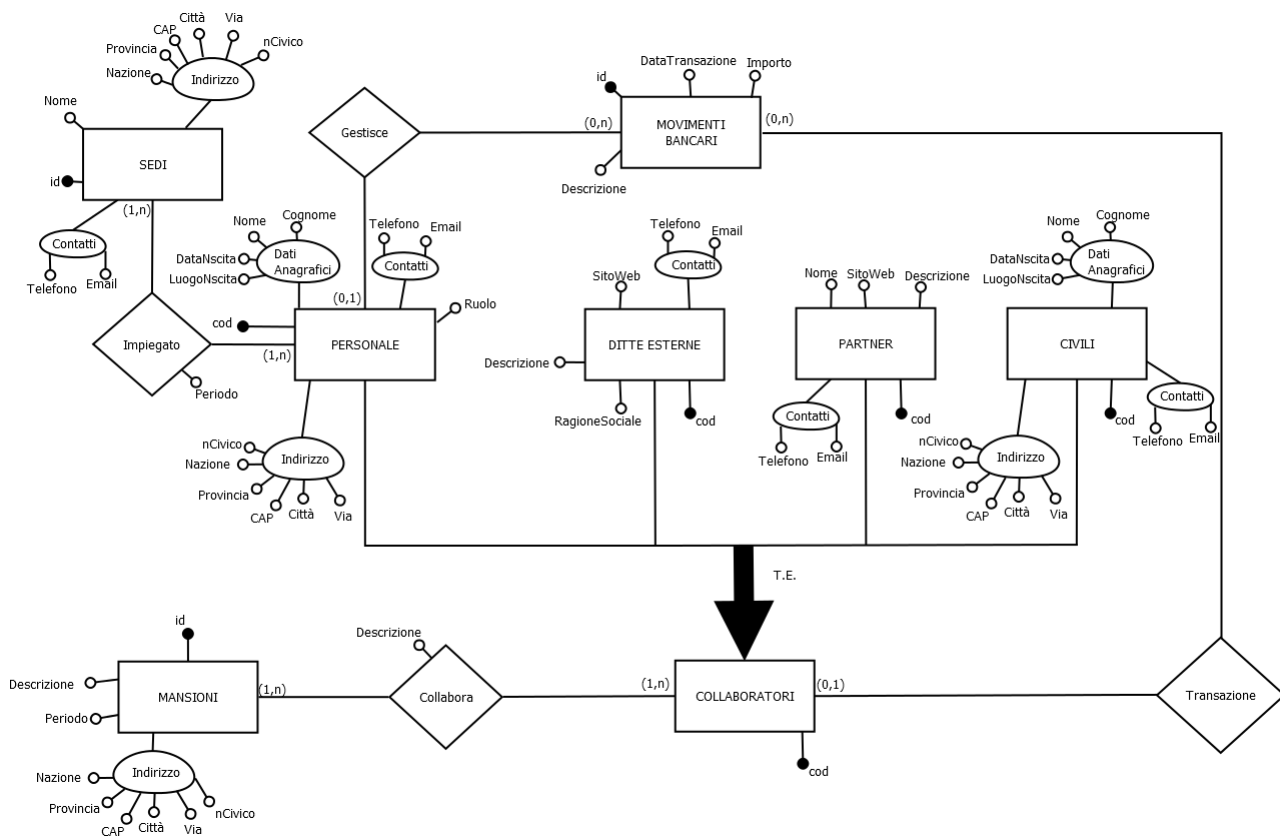 Città
Via
CAP
nCivico
Provincia
Indirizzo
Nazione
Nome
SEDI
id
(1,n)
Contatti
Telefono
Email
Gestisce
DataTransazione
Importo
id
(0,n)
MOVIMENTI
BANCARI
(0,n)
Descrizione
Cognome
Nome
Dati
Anagrafici
DataNscita
LuogoNscita
Telefono
Email
Contatti
(0,1)
Ruolo
cod
PERSONALE
(1,n)
Impiegato
Periodo
nCivico
Nazione
Indirizzo
Provincia
CAP
Città
Via
Telefono
Email
Contatti
SitoWeb
DITTE ESTERNE
Descrizione
RagioneSociale
cod
Nome
SitoWeb
Descrizione
PARTNER
Contatti
cod
Telefono
Email
Cognome
Nome
Dati
Anagrafici
DataNscita
LuogoNscita
CIVILI
Contatti
cod
Telefono
Email
nCivico
Nazione
Indirizzo
Provincia
CAP
Città
Via
T.E.
id
Descrizione
MANSIONI
(1,n)
Periodo
Indirizzo
Nazione
Provincia
CAP
Città
Via
nCivico
Descrizione
Collabora
(1,n)
COLLABORATORI
(0,1)
cod
Transazione